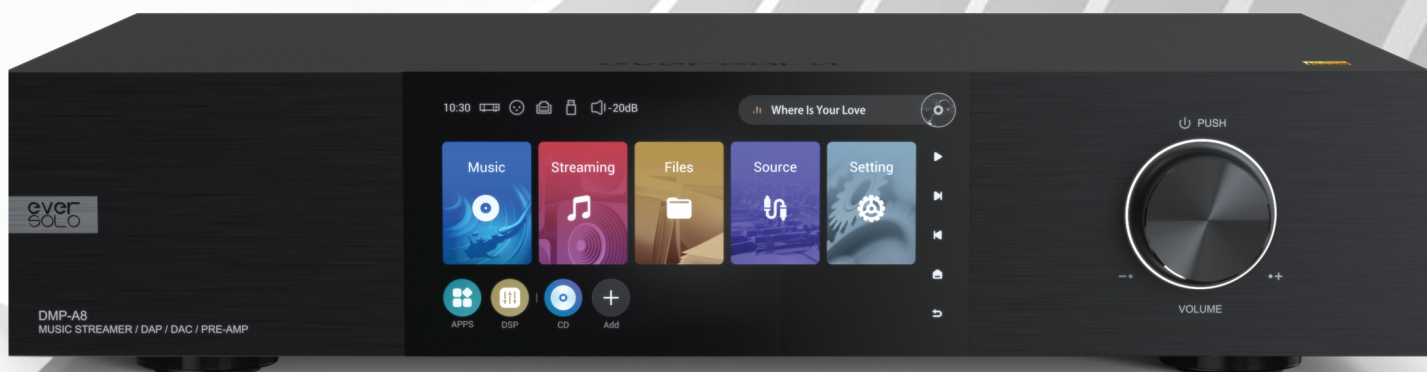 eversolo
10:30
-20dB
Where Is Your Love
PUSH
Music
Streaming
Files
Source
Setting
ever
SOLO
- +
VOLUME
DMP-A8
MUSIC STREAMER / DAP / DAC / PRE-AMP
APPS
DSP
CD
Add